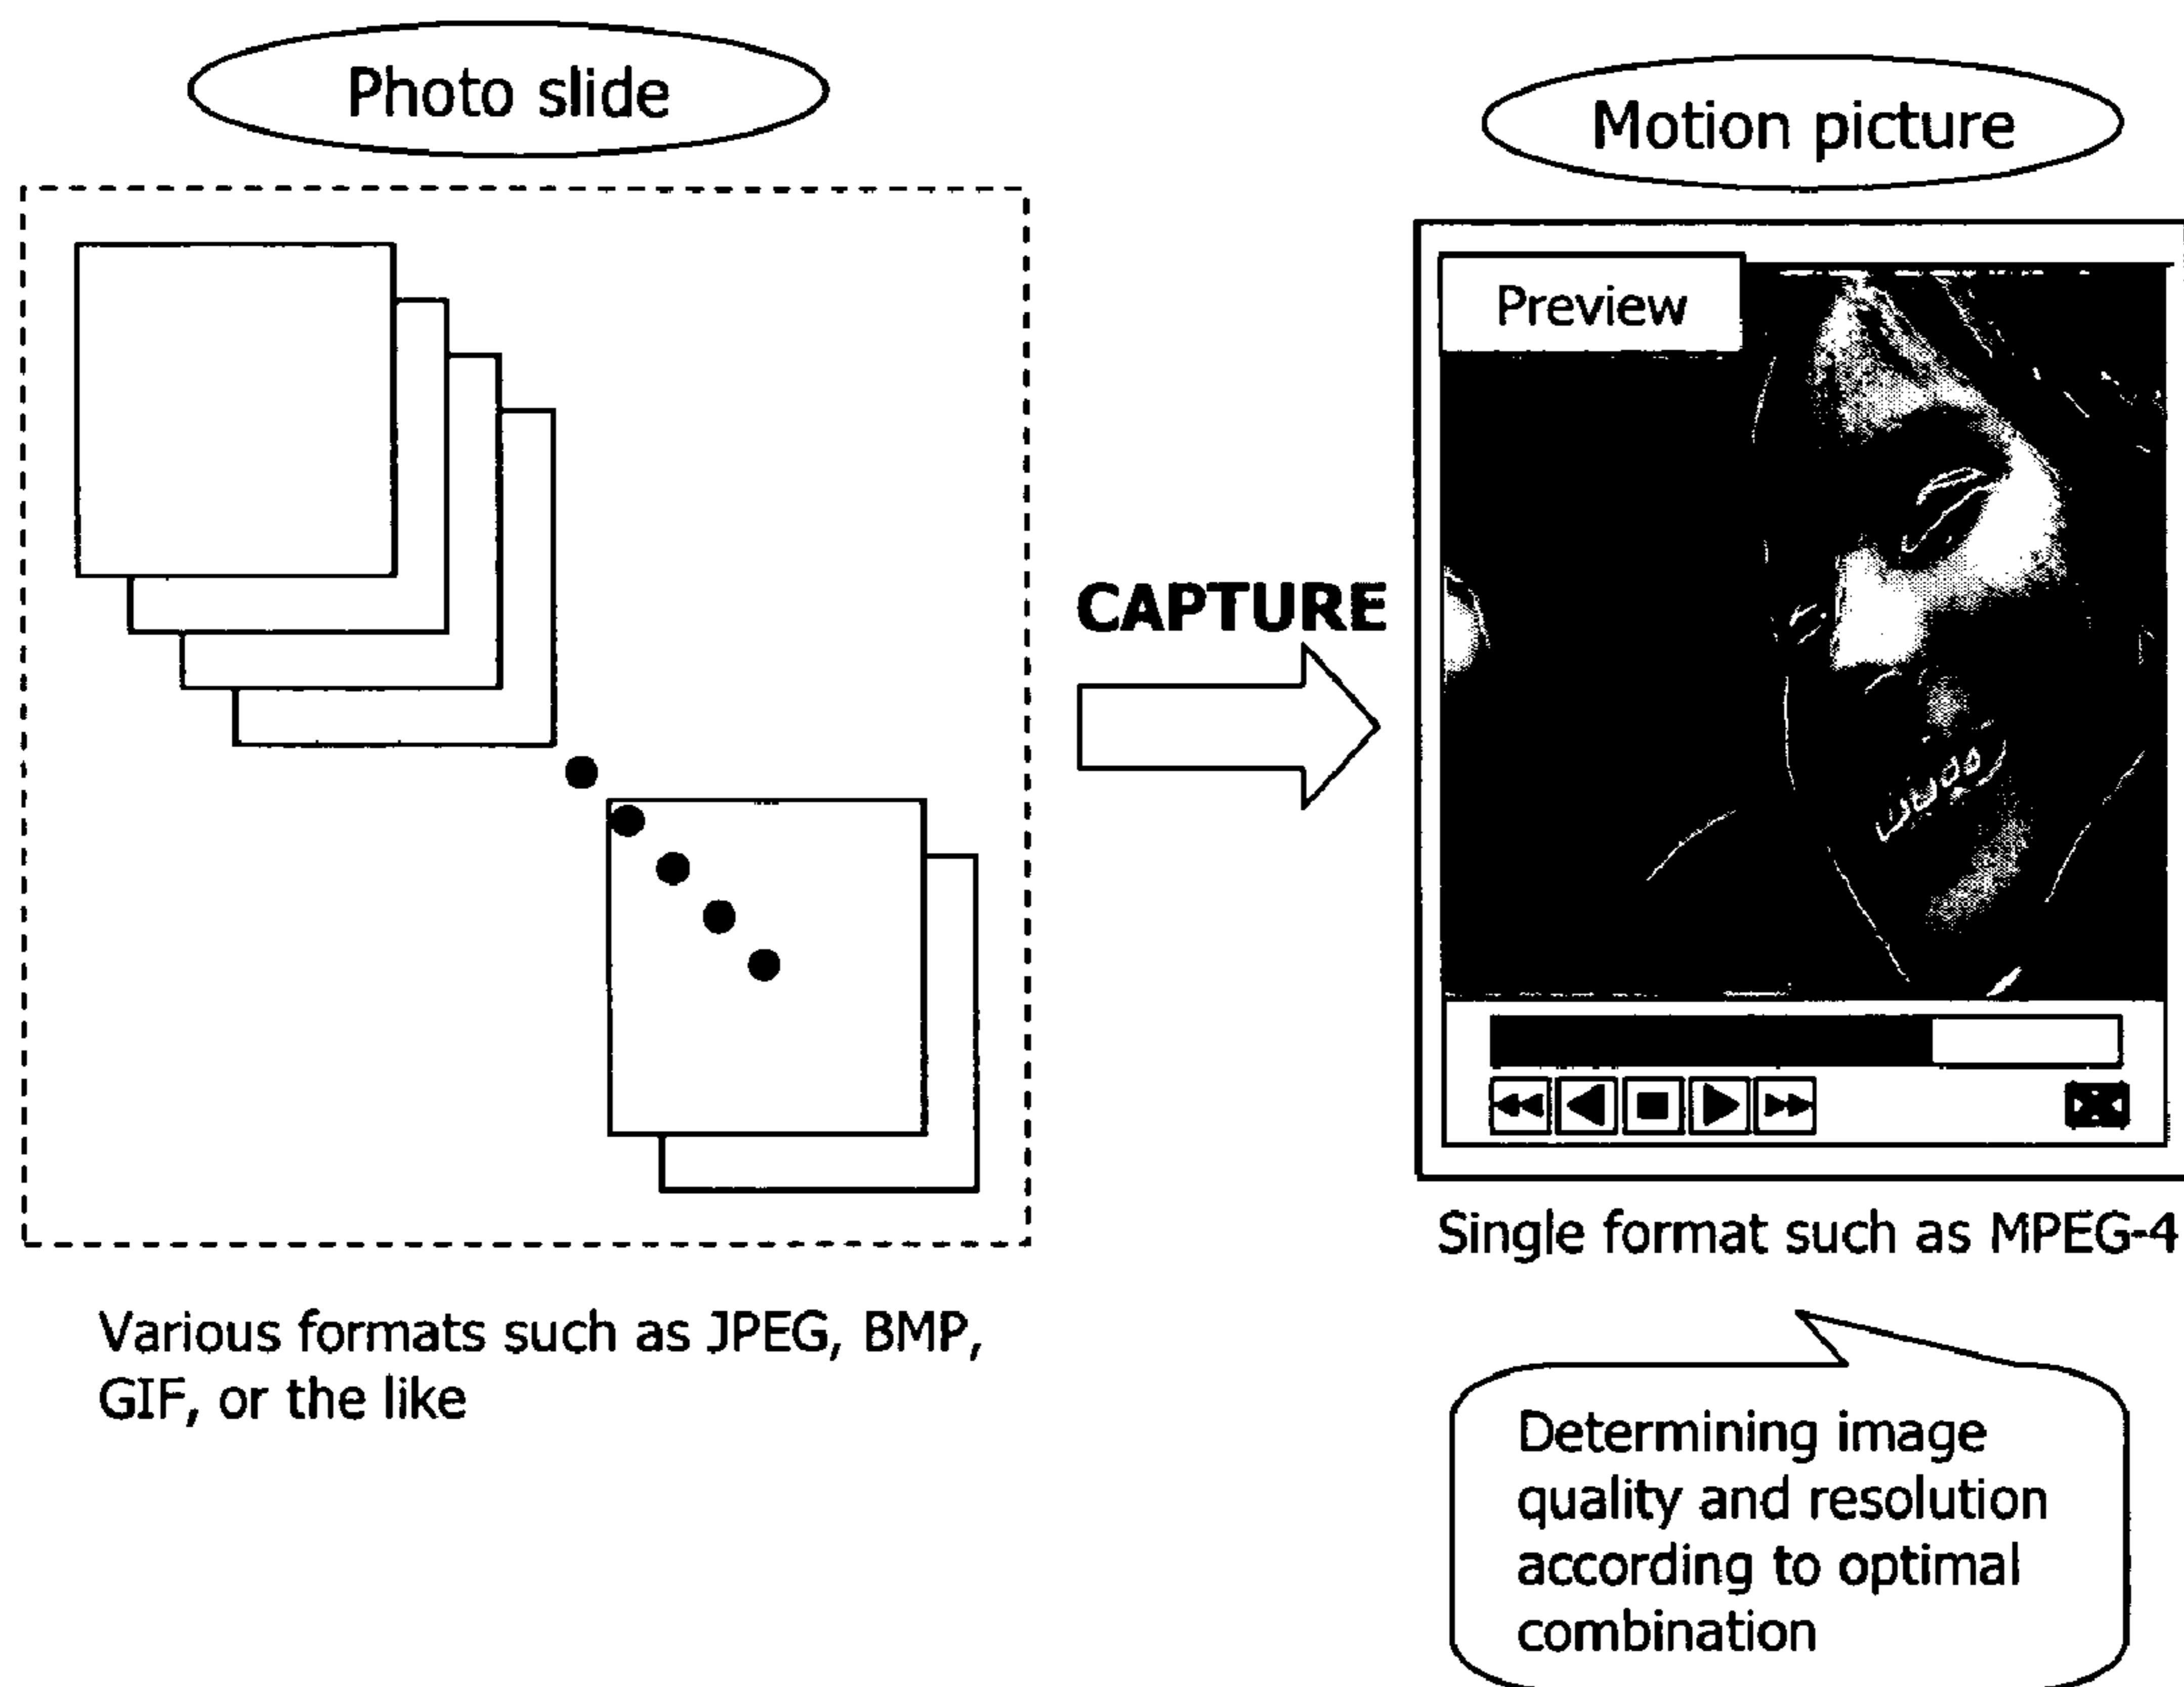 Photo slide
Motion picture
Preview
CAPTURE
Single format such as MPEG-4
Various formats such as JPEG, BMP,
GIF, or the like
Determining image
quality and resolution
according to optimal
combination